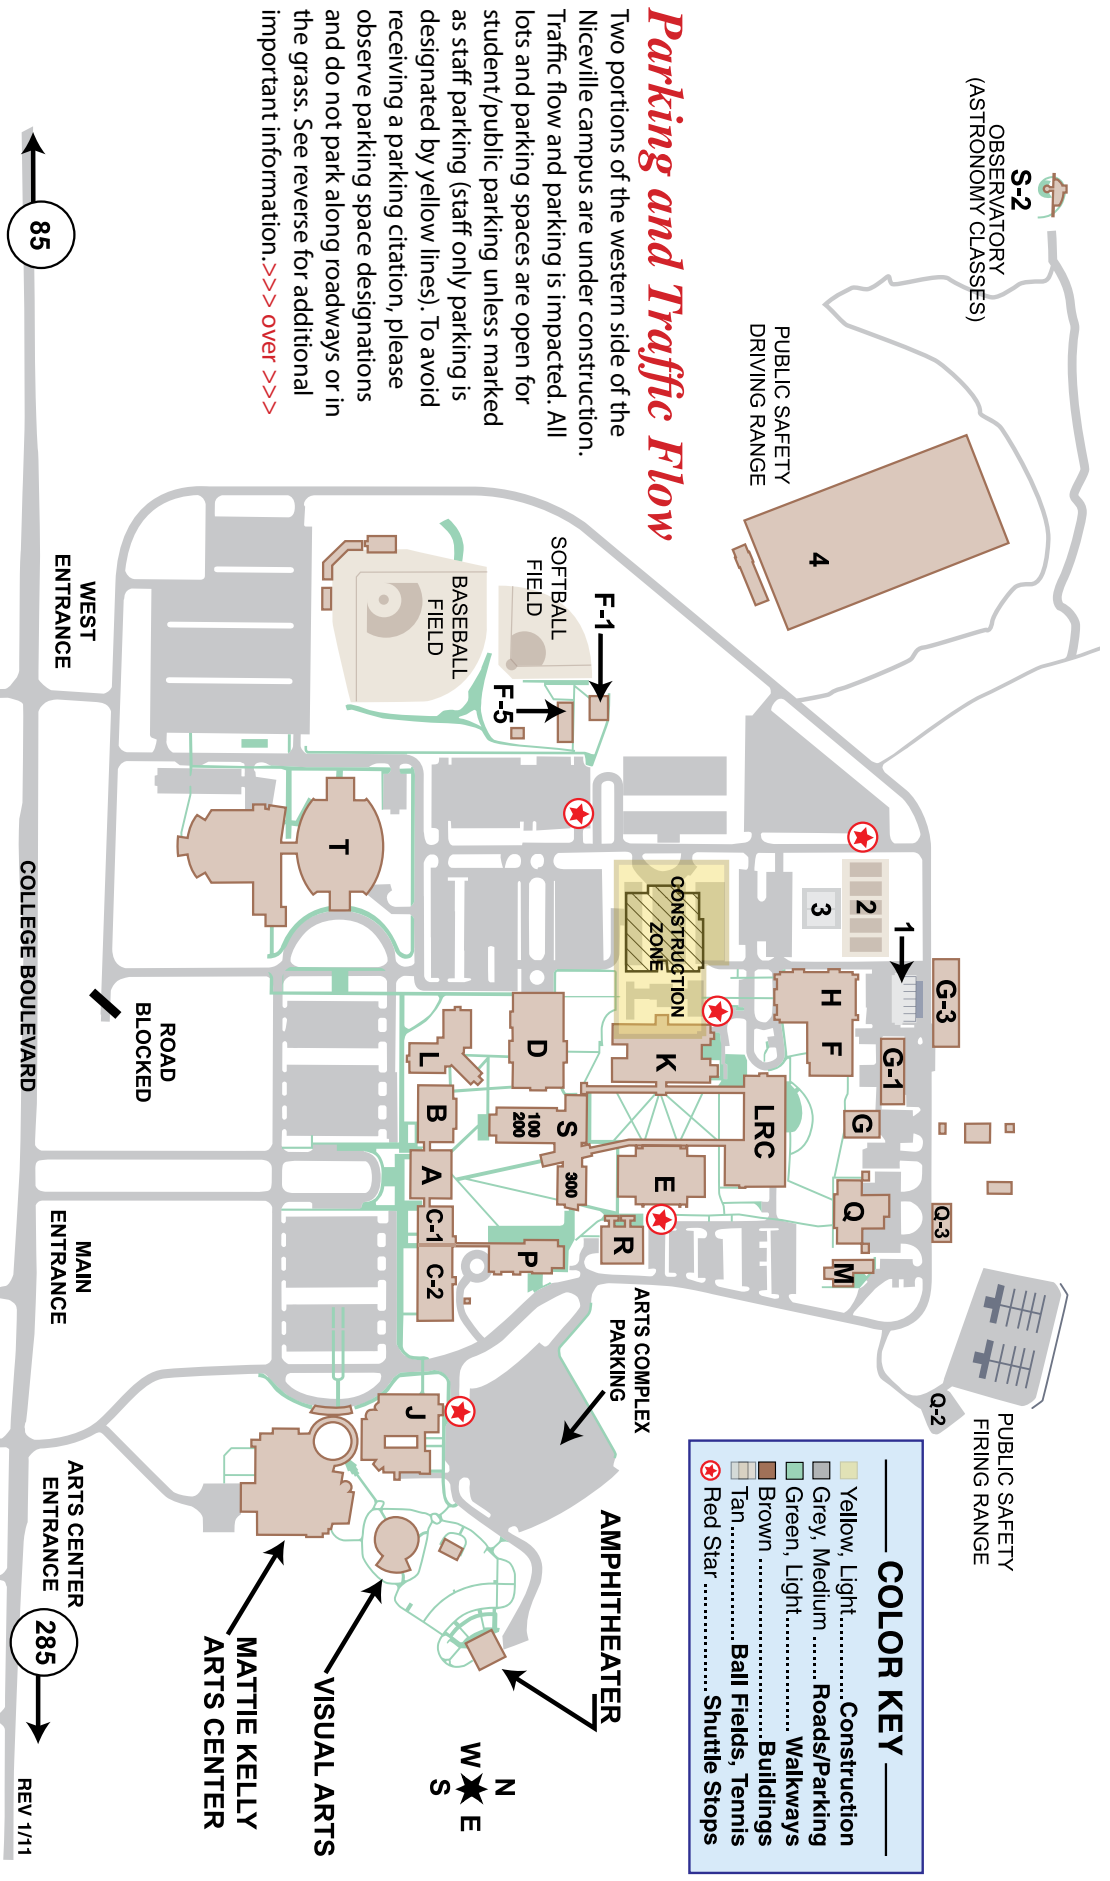 Parking and Traffic Flow
Two portions of the western side of the
Niceville campus are under construction.
Traffic flow and parking is impacted. All
lots and parking spaces are open for
student/public parking unless marked
as staff parking (staff only parking is
designated by yellow lines). To avoid
receiving a parking citation, please
observe parking space designations
and do not park along roadways or in
the grass. See reverse for additional
important information.>>> over >>>
S-2
OBSERVATORY
(ASTRONOMY CLASSES)
PUBLIC SAFETY
DRIVING RANGE
4
SOFTBALL
FIELD
BASEBALL
FIELD
F-1
F-5
85
WEST
ENTRANCE
T
CONSTRUCTION
ZONE
1
2
3
G-3
H
F
G-1
G
K
LRC
D
L
B
S
100
200
300
A
E
C-1
C-2
P
R
Q
Q-3
M
Q-2
J
COLLEGE BOULEVARD
ROAD
BLOCKED
MAIN
ENTRANCE
ARTS COMPLEX
PARKING
PUBLIC SAFETY
FIRING RANGE
COLOR KEY
Yellow, Light..........Construction
Grey, Medium ......Roads/Parking
Green, Light..............Walkways
Brown ......................Buildings
Tan...............Ball Fields, Tennis
Red Star ..............Shuttle Stops
AMPHITHEATER
VISUAL ARTS
MATTIE KELLY
ARTS CENTER
ARTS CENTER
ENTRANCE
285
N
W
E
S
REV 1/11